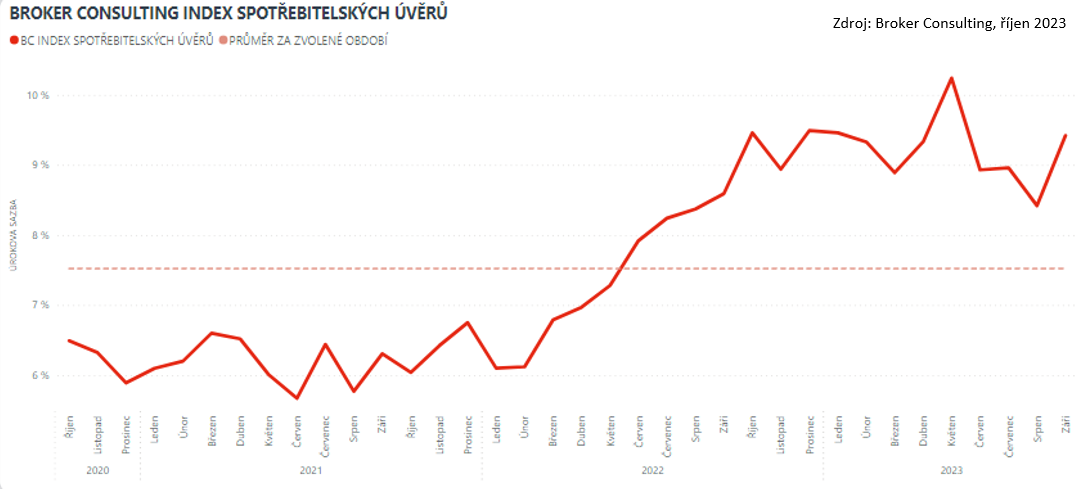 BROKER CONSULTING INDEX SPOTŘEBITELSKÝCH ÚVĚRŮ
Zdroj: Broker Consulting, říjen 2023
BC INDEX SPOTŘEBITELSKÝCH ÚVĚRŮ PRŮMĚR ZA ZVOLENÉ OBDOBÍ
10 %
9 %
8 %
7 %
6 %
ÚROKOVÁ SAZBA
Říjen Listopad Prosinec Leden Únor Březen Duben Květen Červen Červenec Srpen Září Říjen Listopad Prosinec Leden Únor Březen Duben Květen Červen Červenec Srpen Září Říjen Listopad Prosinec Leden Únor Březen Duben Květen Červen Červenec Srpen Září
2020 2021 2022 2023